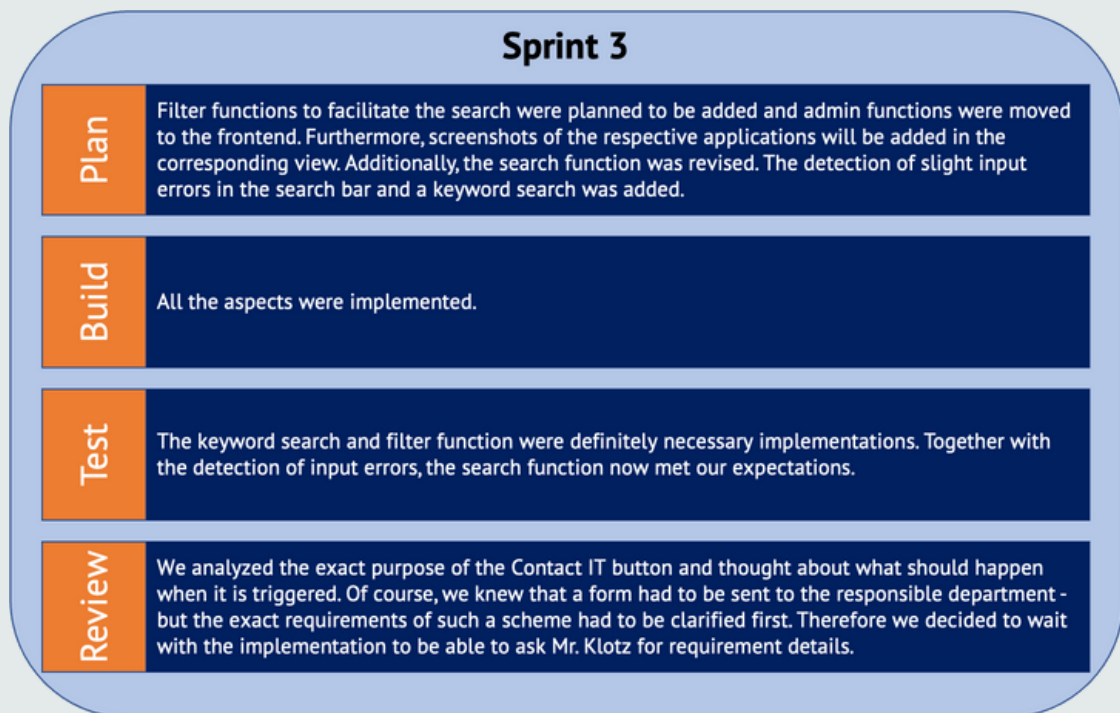 Sprint 3
Plan
Filter functions to facilitate the search were planned to be added and admin functions were moved
to the frontend. Furthermore, screenshots of the respective applications will be added in the
corresponding view. Additionally, the search function was revised. The detection of slight input
errors in the search bar and a keyword search was added.
Build
All the aspects were implemented.
Test
The keyword search and filter function were definitely necessary implementations. Together with
the detection of input errors, the search function now met our expectations.
Review
We analyzed the exact purpose of the Contact IT button and thought about what should happen
when it is triggered. Of course, we knew that a form had to be sent to the responsible department -
but the exact requirements of such a scheme had to be clarified first. Therefore we decided to wait
with the implementation to be able to ask Mr. Klotz for requirement details.